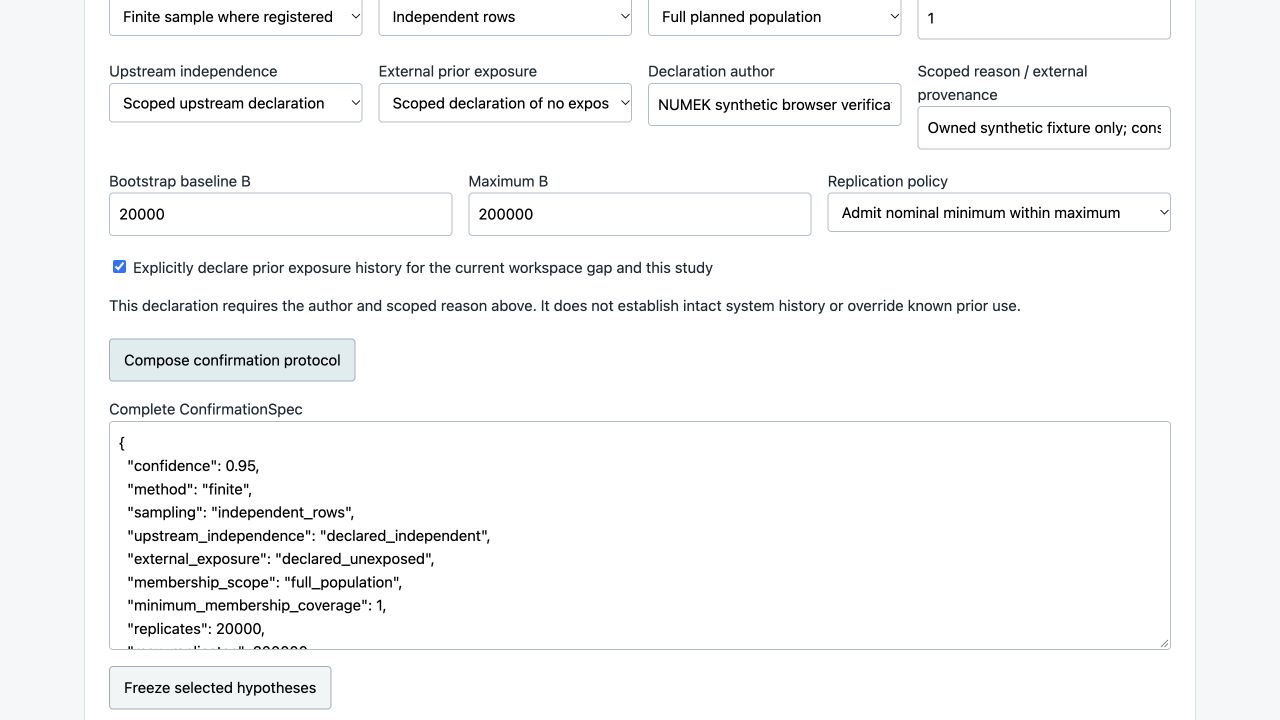 Finite sample where registered
Independent rows
Full planned population
1
Upstream independence
External prior exposure
Declaration author
Scoped reason / external
provenance
Scoped upstream declaration
Scoped declaration of no expos
NUMEK synthetic browser verifica
Owned synthetic fixture only; cons
Bootstrap baseline B
Maximum B
Replication policy
20000
200000
Admit nominal minimum within maximum
Explicitly declare prior exposure history for the current workspace gap and this study
This declaration requires the author and scoped reason above. It does not establish intact system history or override known prior use.
Compose confirmation protocol
Complete ConfirmationSpec
{
"confidence": 0.95,
"method": "finite",
"sampling": "independent_rows",
"upstream_independence": "declared_independent",
"external_exposure": "declared_unexposed",
"membership_scope": "full_population",
"minimum_membership_coverage": 1,
"replicates": 20000,
Freeze selected hypotheses